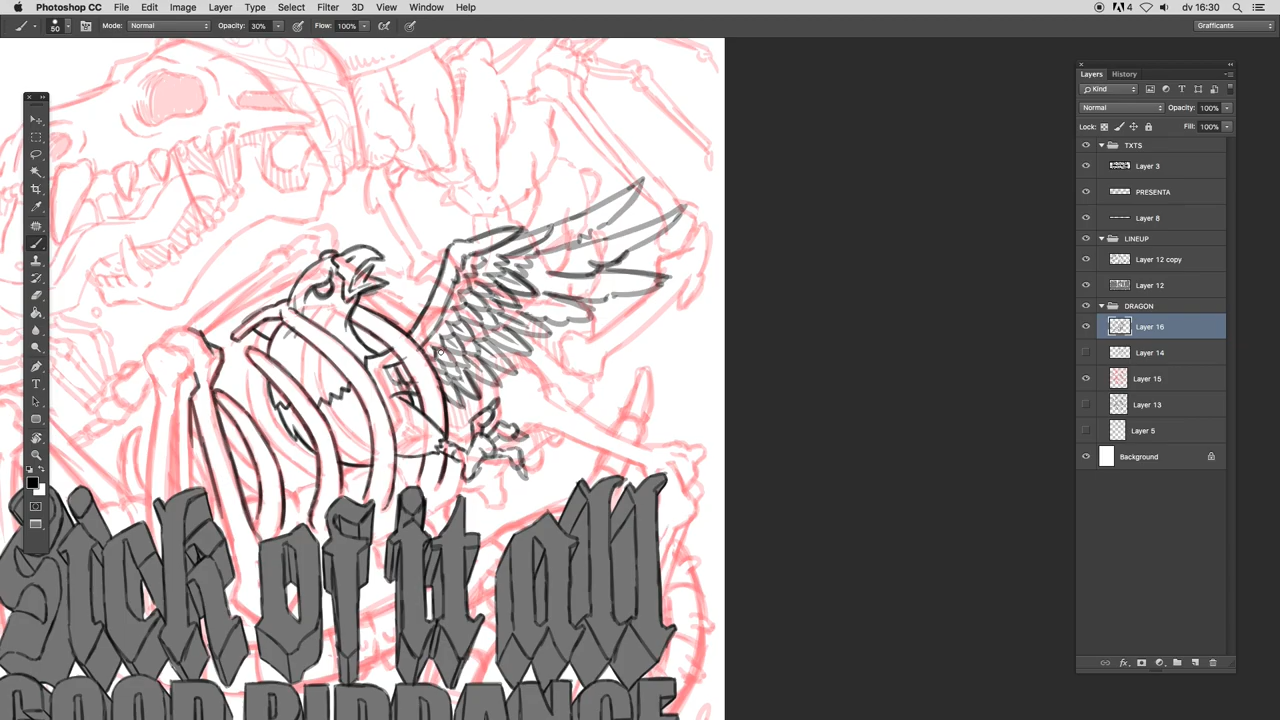 Photoshop CC File Edit Image Layer Type Select Filter 3D View Window Help 4 dv 16:30
50 Mode: Normal Opacity: 30% Flow: 100% Grafficants
Layers History
Kind
Normal Opacity: 100%
Lock: Fill: 100%
TXTS
Layer 3
PRESENTA
Layer 8
LINEUP
Layer 12 copy
Layer 12
DRAGON
Layer 16
Layer 14
Layer 15
Layer 13
Layer 5
Background
Sick of it all
GOOD RIDDANCE